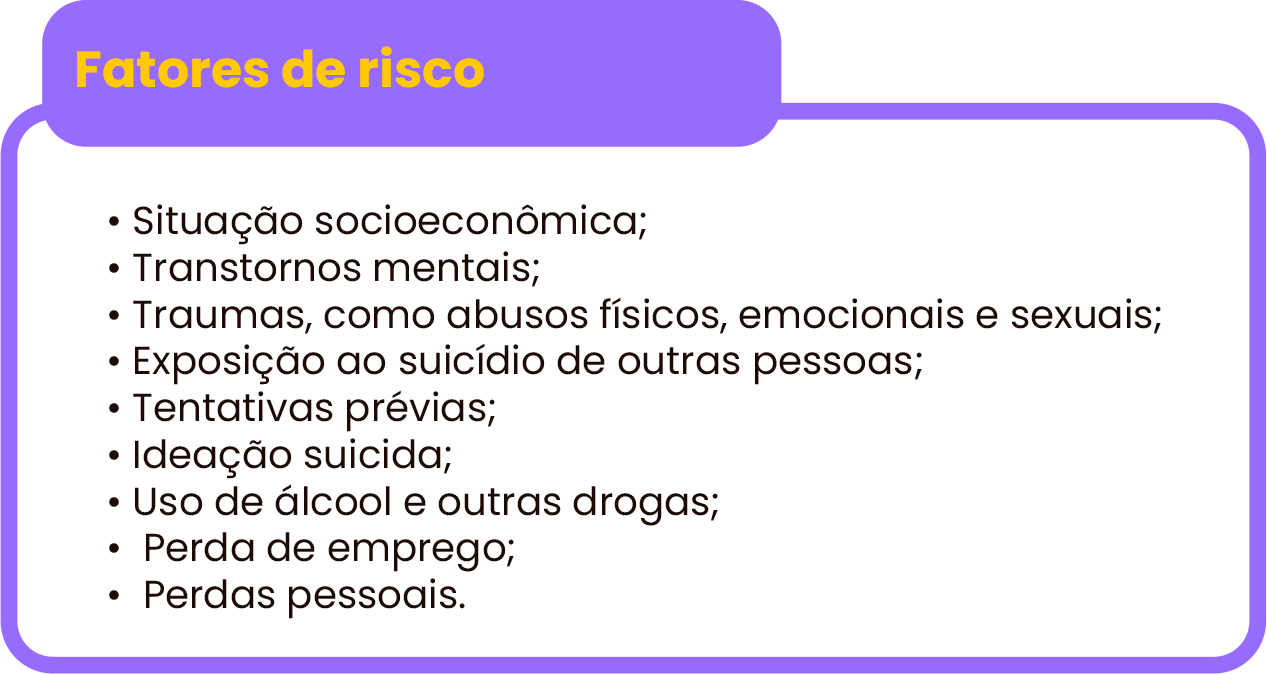 Fatores de risco
• Situação socioeconômica;
• Transtornos mentais;
• Traumas, como abusos físicos, emocionais e sexuais;
• Exposição ao suicídio de outras pessoas;
• Tentativas prévias;
• Ideação suicida;
• Uso de álcool e outras drogas;
• Perda de emprego;
• Perdas pessoais.